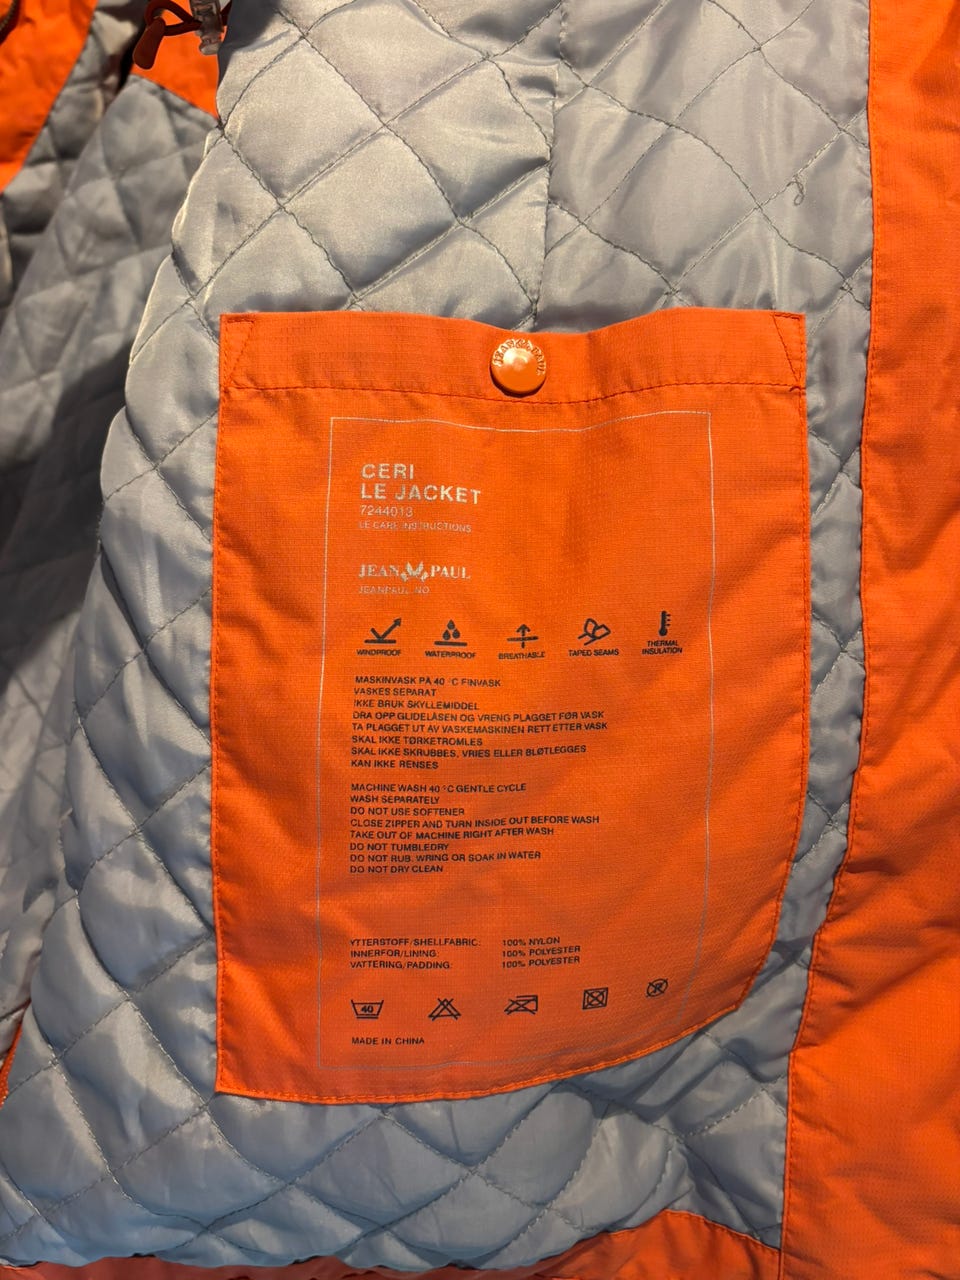 JEAN PAUL
CERI
LE JACKET
7244013
LE CARE INSTRUCTIONS
JEAN PAUL
JEANPAUL.NO
WINDPROOF
WATERPROOF
BREATHABLE
TAPED SEAMS
THERMAL
INSULATION
MASKINVASK PÅ 40 °C FINVASK
VASKES SEPARAT
IKKE BRUK SKYLLEMIDDEL
DRA OPP GLIDELÅSEN OG VRENG PLAGGET FØR VASK
TA PLAGGET UT AV VASKEMASKINEN RETT ETTER VASK
SKAL IKKE TØRKETROMLES
SKAL IKKE SKRUBBES, VRIES ELLER BLØTLEGGES
KAN IKKE RENSES
MACHINE WASH 40 °C GENTLE CYCLE
WASH SEPARATELY
DO NOT USE SOFTENER
CLOSE ZIPPER AND TURN INSIDE OUT BEFORE WASH
TAKE OUT OF MACHINE RIGHT AFTER WASH
DO NOT TUMBLEDRY
DO NOT RUB, WRING OR SOAK IN WATER
DO NOT DRY CLEAN
YTTERSTOFF/SHELLFABRIC: 100% NYLON
INNERFOR/LINING: 100% POLYESTER
VATTERING/PADDING: 100% POLYESTER
40
MADE IN CHINA